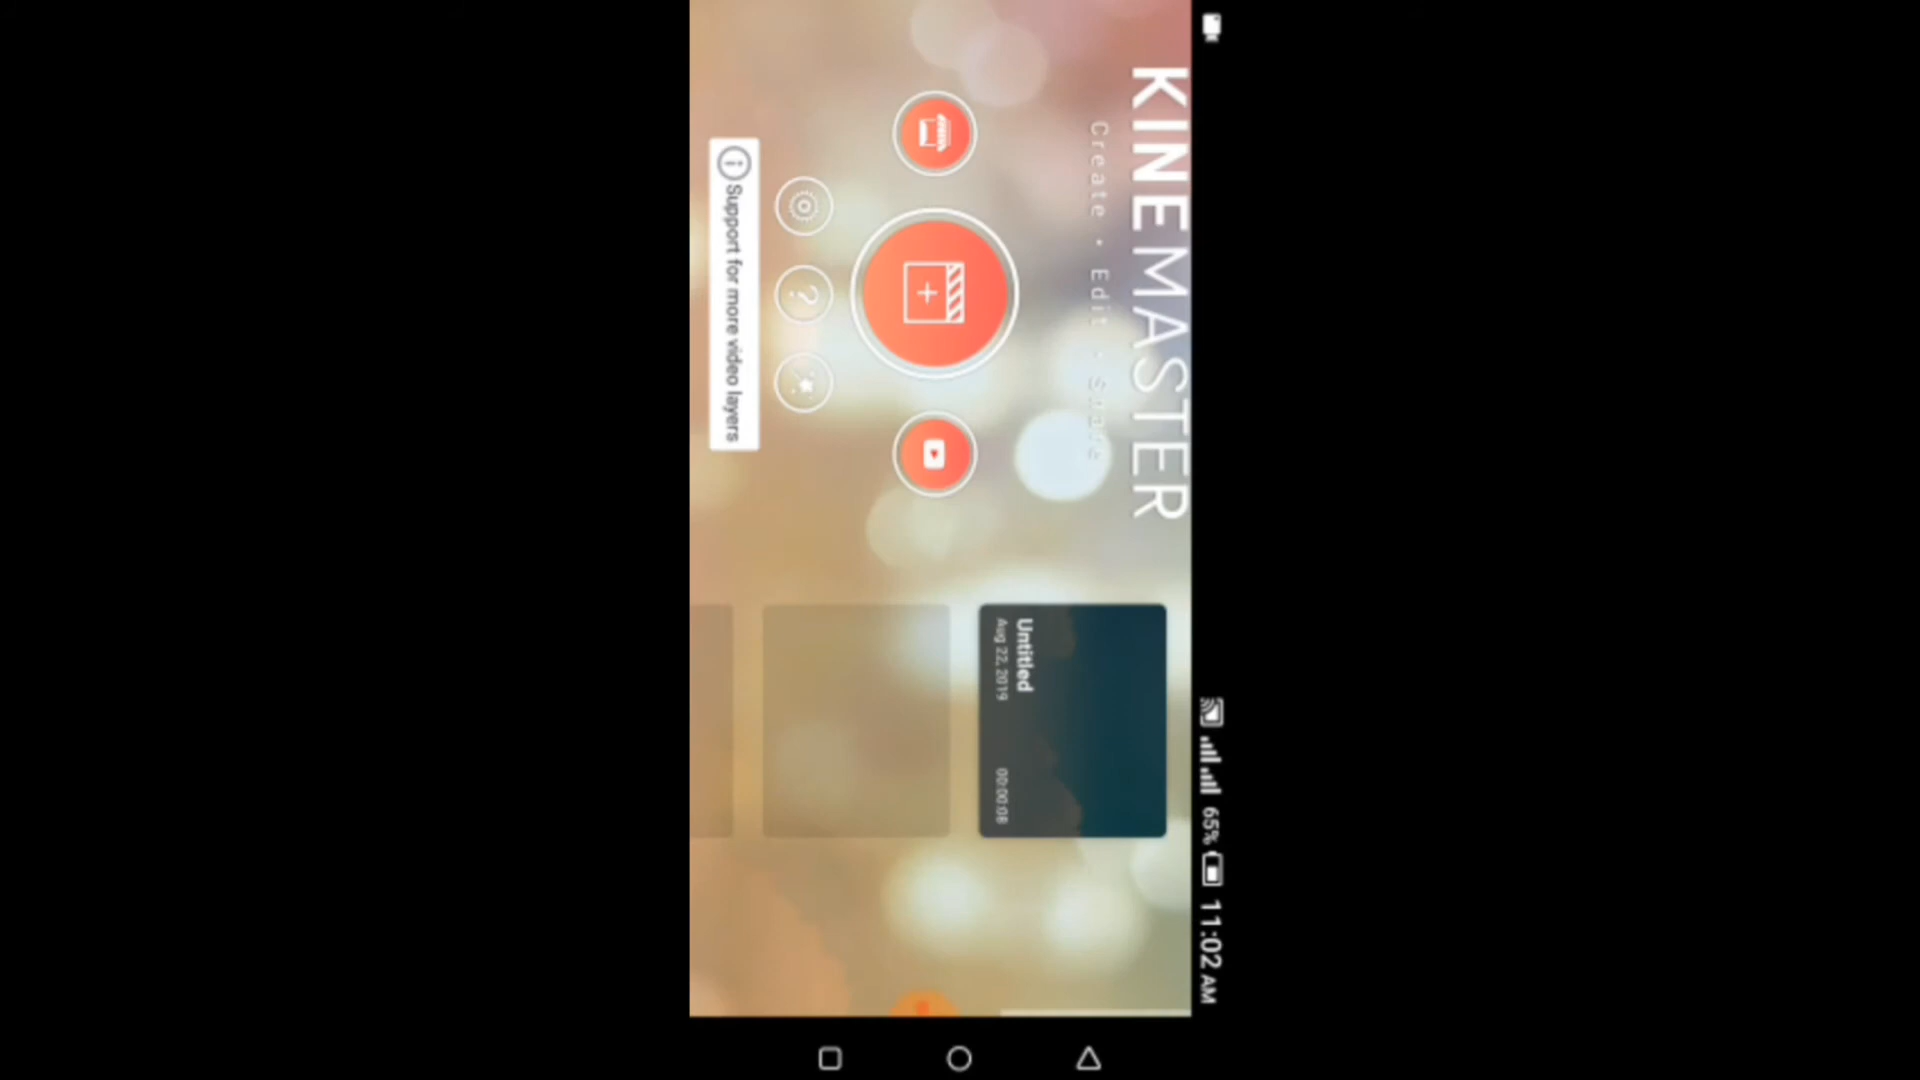 65% 11:02 AM
KINEMASTER
Create • Edit • Share
Support for more video layers
Untitled
Aug 22, 2019 00:00:08